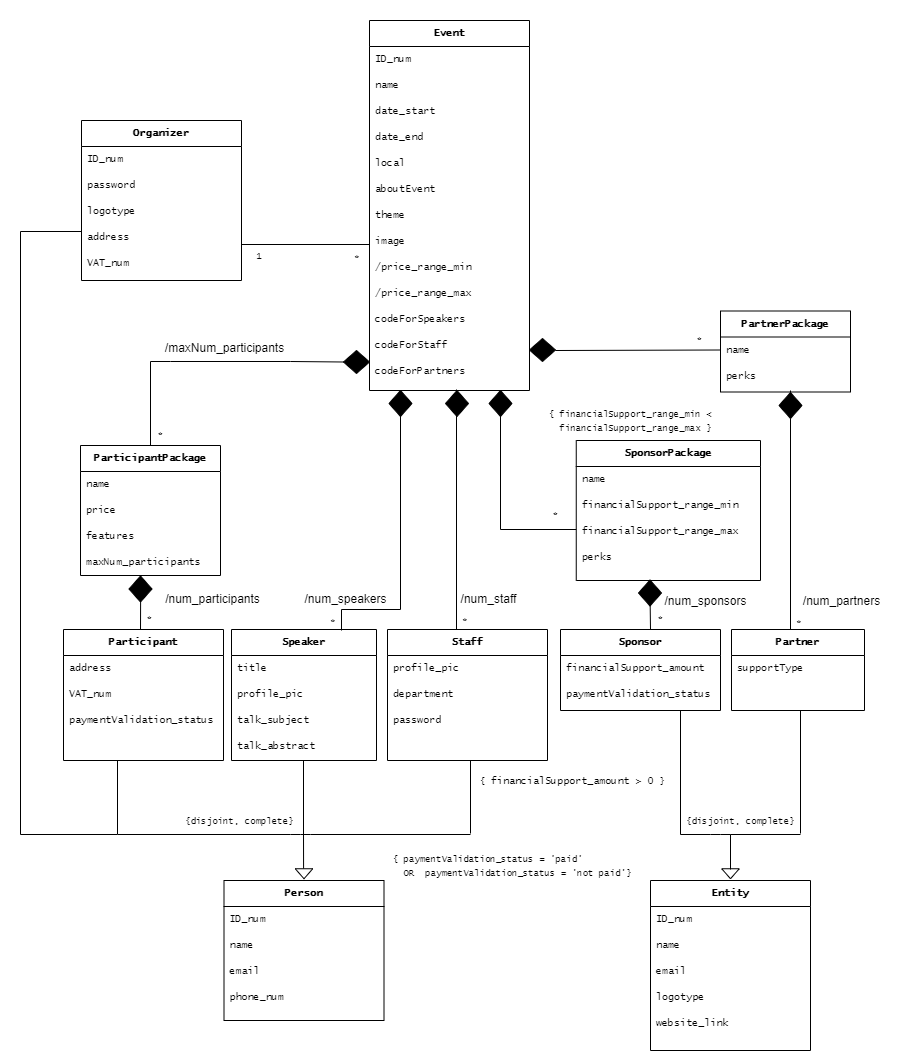 Event
ID_num
name
date_start
date_end
local
aboutEvent
theme
image
/price_range_min
/price_range_max
codeForSpeakers
codeForStaff
codeForPartners
Organizer
ID_num
password
logotype
address
VAT_num
1
*
/maxNum_participants
*
PartnerPackage
name
perks
*
{ financialSupport_range_min <
financialSupport_range_max }
ParticipantPackage
name
price
features
maxNum_participants
SponsorPackage
name
financialSupport_range_min
financialSupport_range_max
perks
*
/num_participants
*
/num_speakers
*
/num_staff
*
/num_sponsors
*
/num_partners
*
Participant
address
VAT_num
paymentValidation_status
Speaker
title
profile_pic
talk_subject
talk_abstract
Staff
profile_pic
department
password
Sponsor
financialSupport_amount
paymentValidation_status
Partner
supportType
{ financialSupport_amount > 0 }
{disjoint, complete}
{disjoint, complete}
{ paymentValidation_status = 'paid'
OR paymentValidation_status = 'not paid'}
Person
ID_num
name
email
phone_num
Entity
ID_num
name
email
logotype
website_link